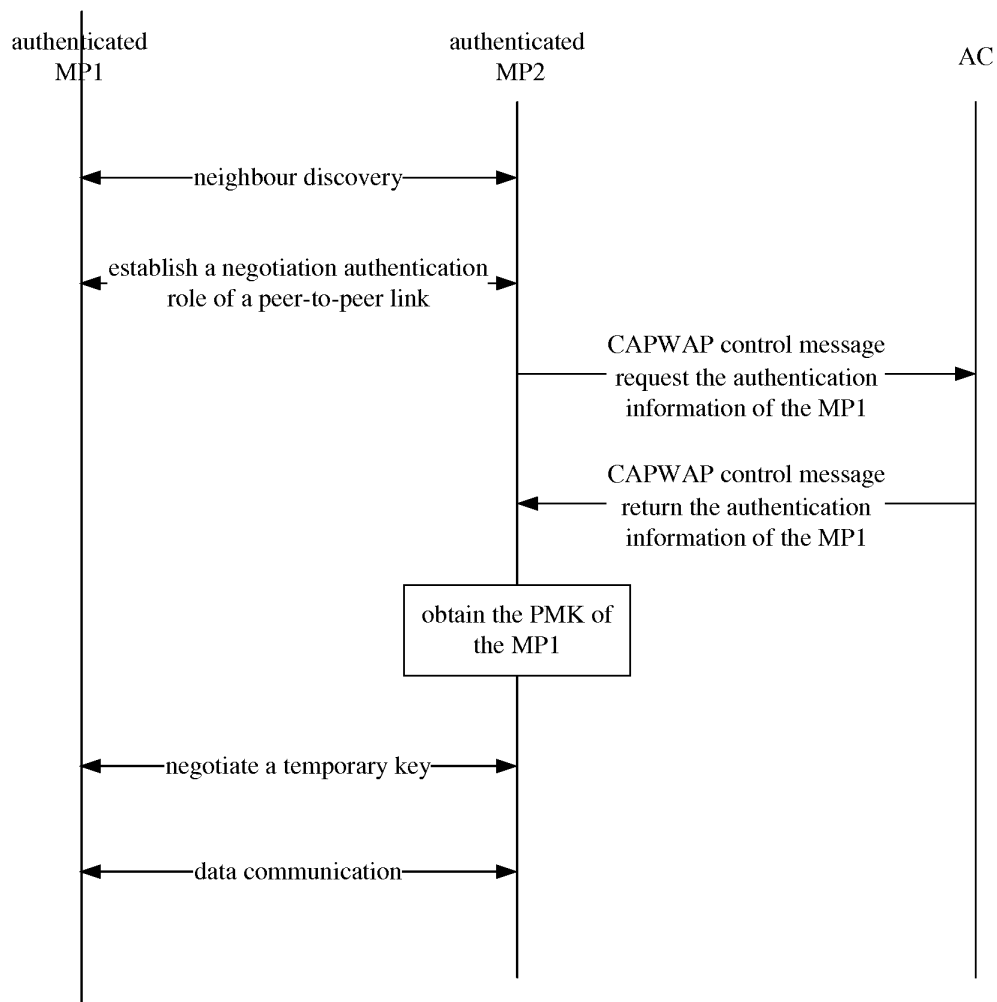 authenticated
MP1
authenticated
MP2
AC
neighbour discovery
establish a negotiation authentication
role of a peer-to-peer link
CAPWAP control message
request the authentication
information of the MP1
CAPWAP control message
return the authentication
information of the MP1
obtain the PMK of
the MP1
negotiate a temporary key
data communication